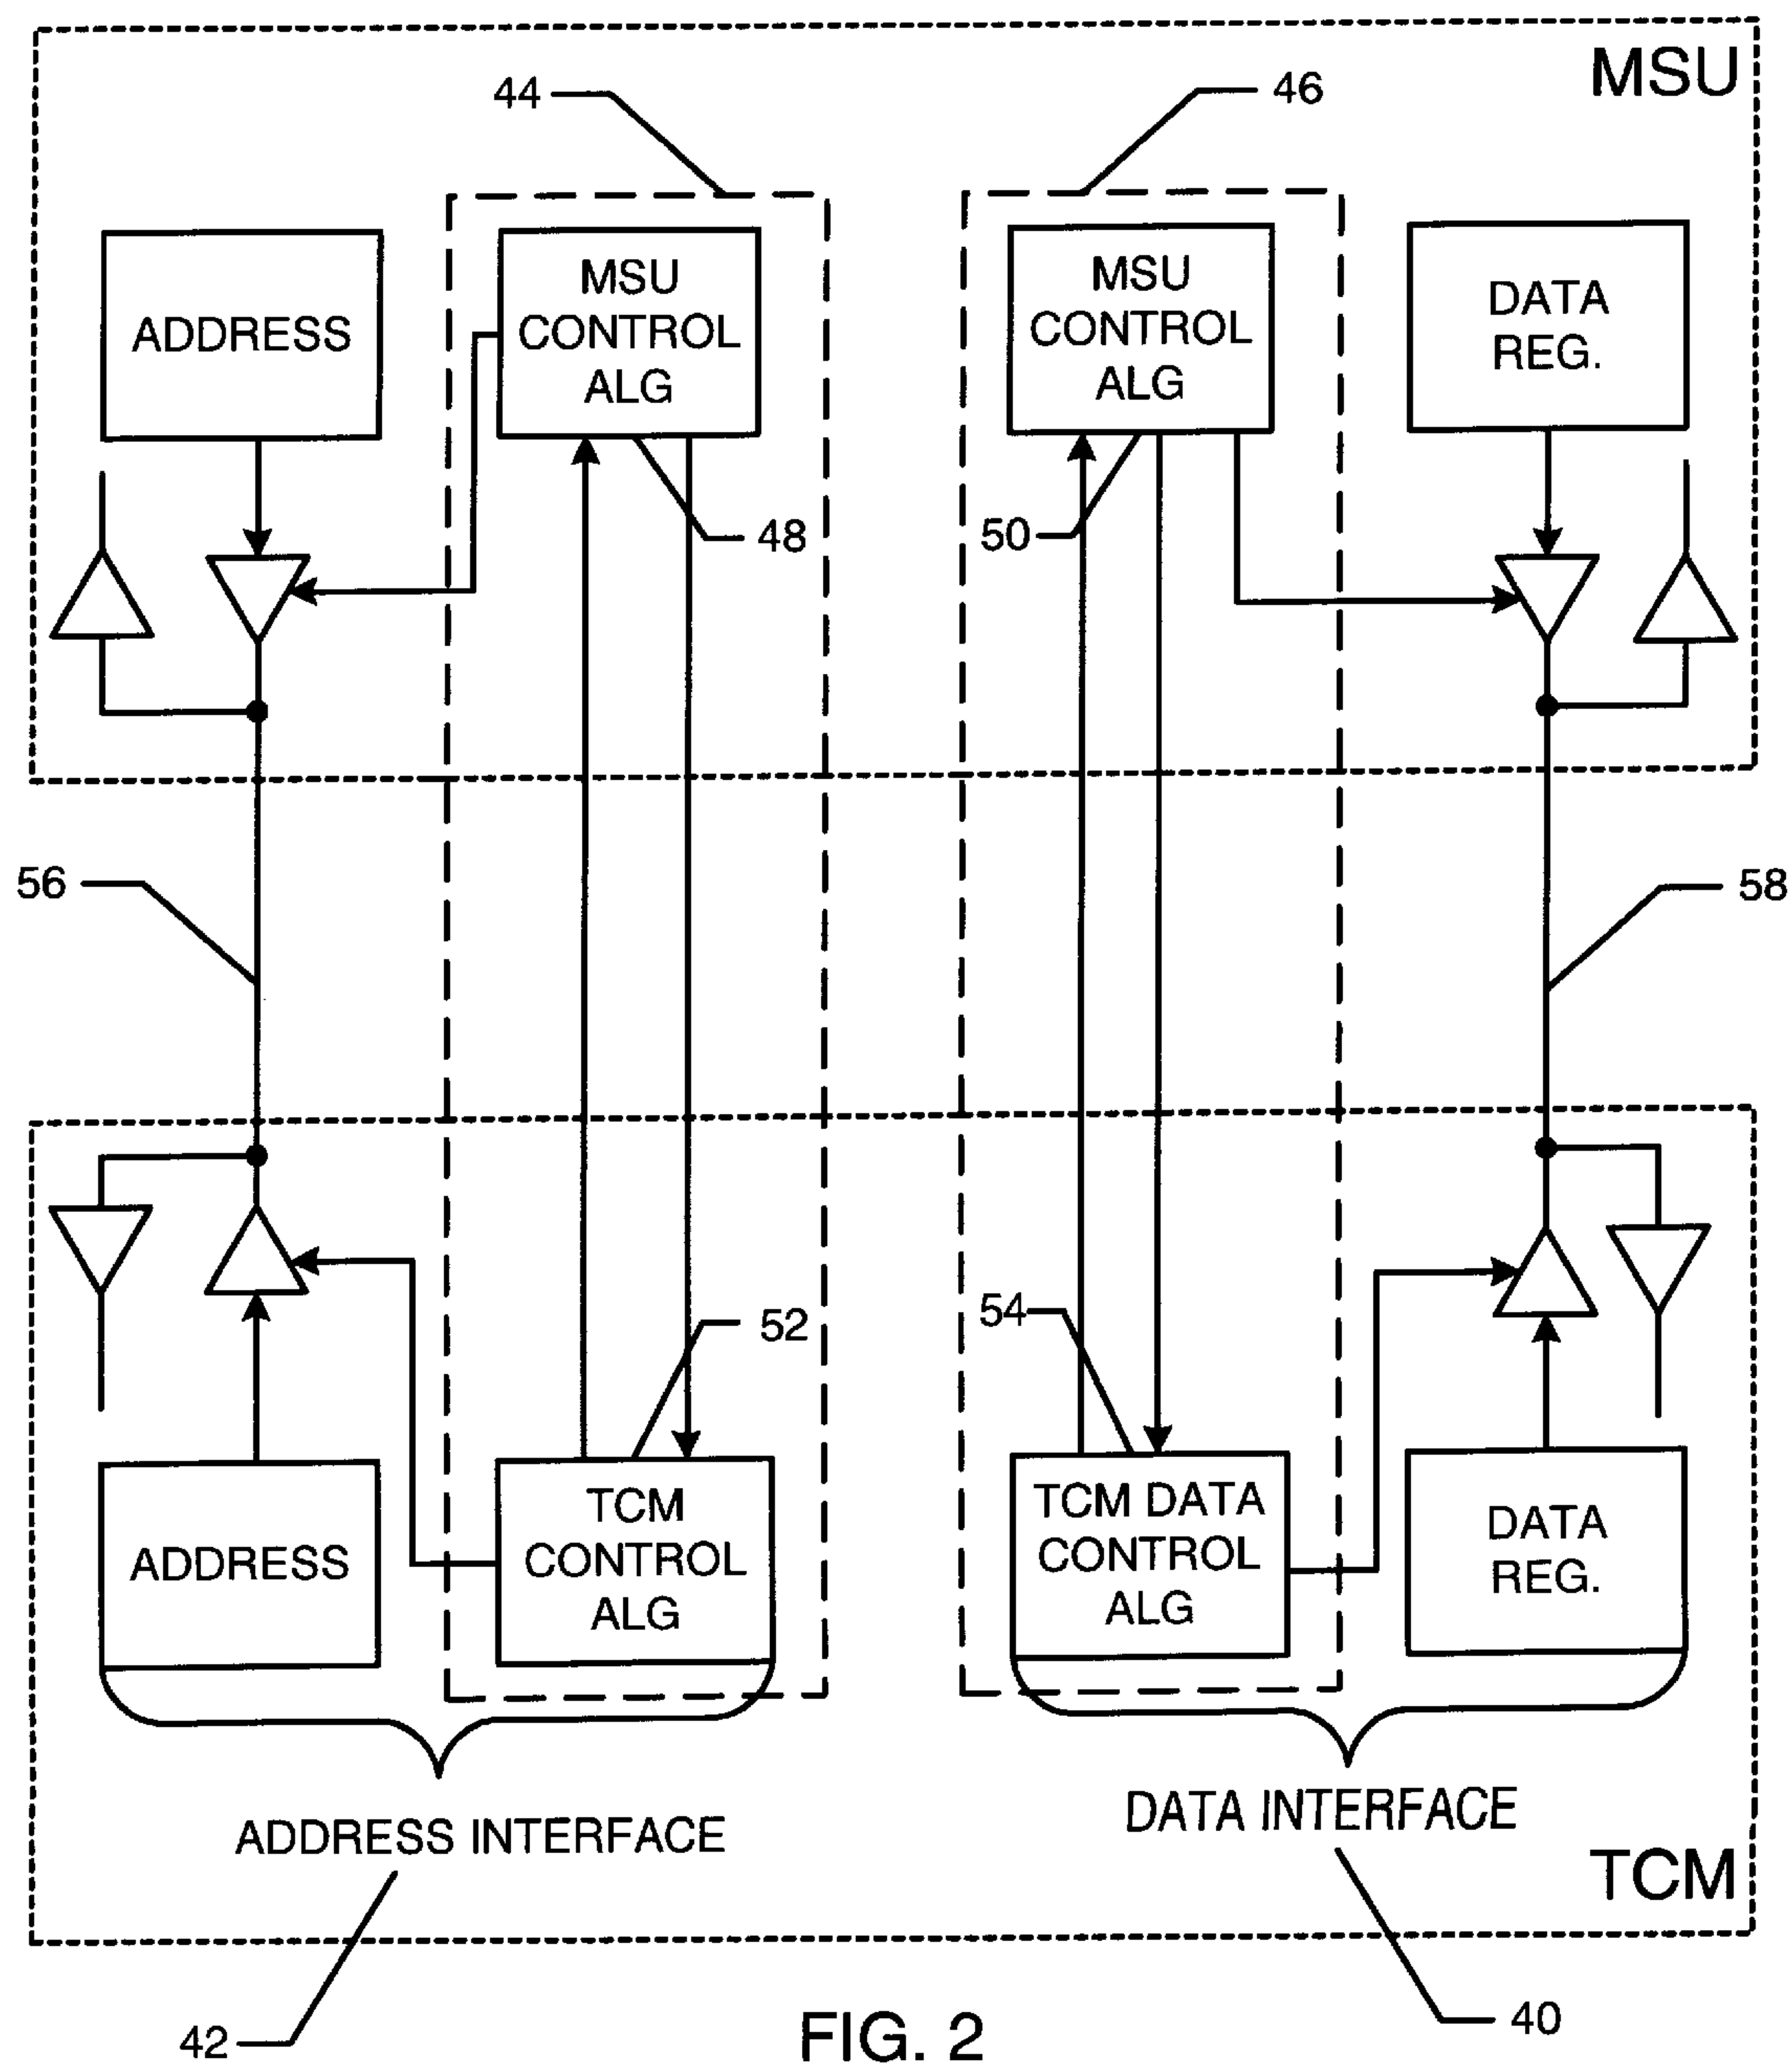 MSU
44
46
ADDRESS
MSU
CONTROL
ALG
MSU
CONTROL
ALG
DATA
REG.
48
50
56
58
52
54
ADDRESS
TCM
CONTROL
ALG
TCM DATA
CONTROL
ALG
DATA
REG.
ADDRESS INTERFACE
DATA INTERFACE
TCM
42
40
FIG. 2